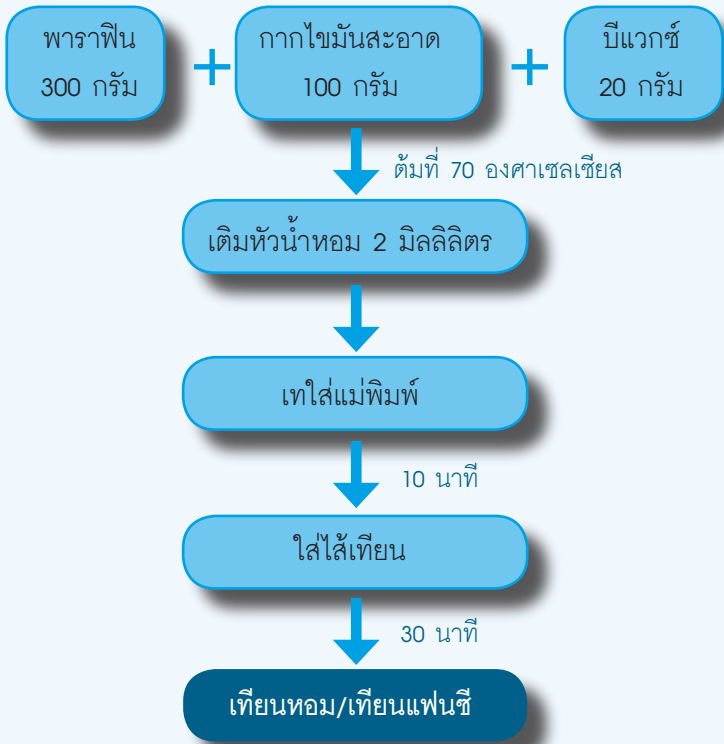 พาราฟิน
300 กรัม
+
กากไขมันสะอาด
100 กรัม
+
บีแวกซ์
20 กรัม
ต้มที่ 70 องศาเซลเซียส
เติมหัวน้ำหอม 2 มิลลิลิตร
เทใส่แม่พิมพ์
10 นาที
ใส่ไส้เทียน
30 นาที
เทียนหอม/เทียนแฟนซี